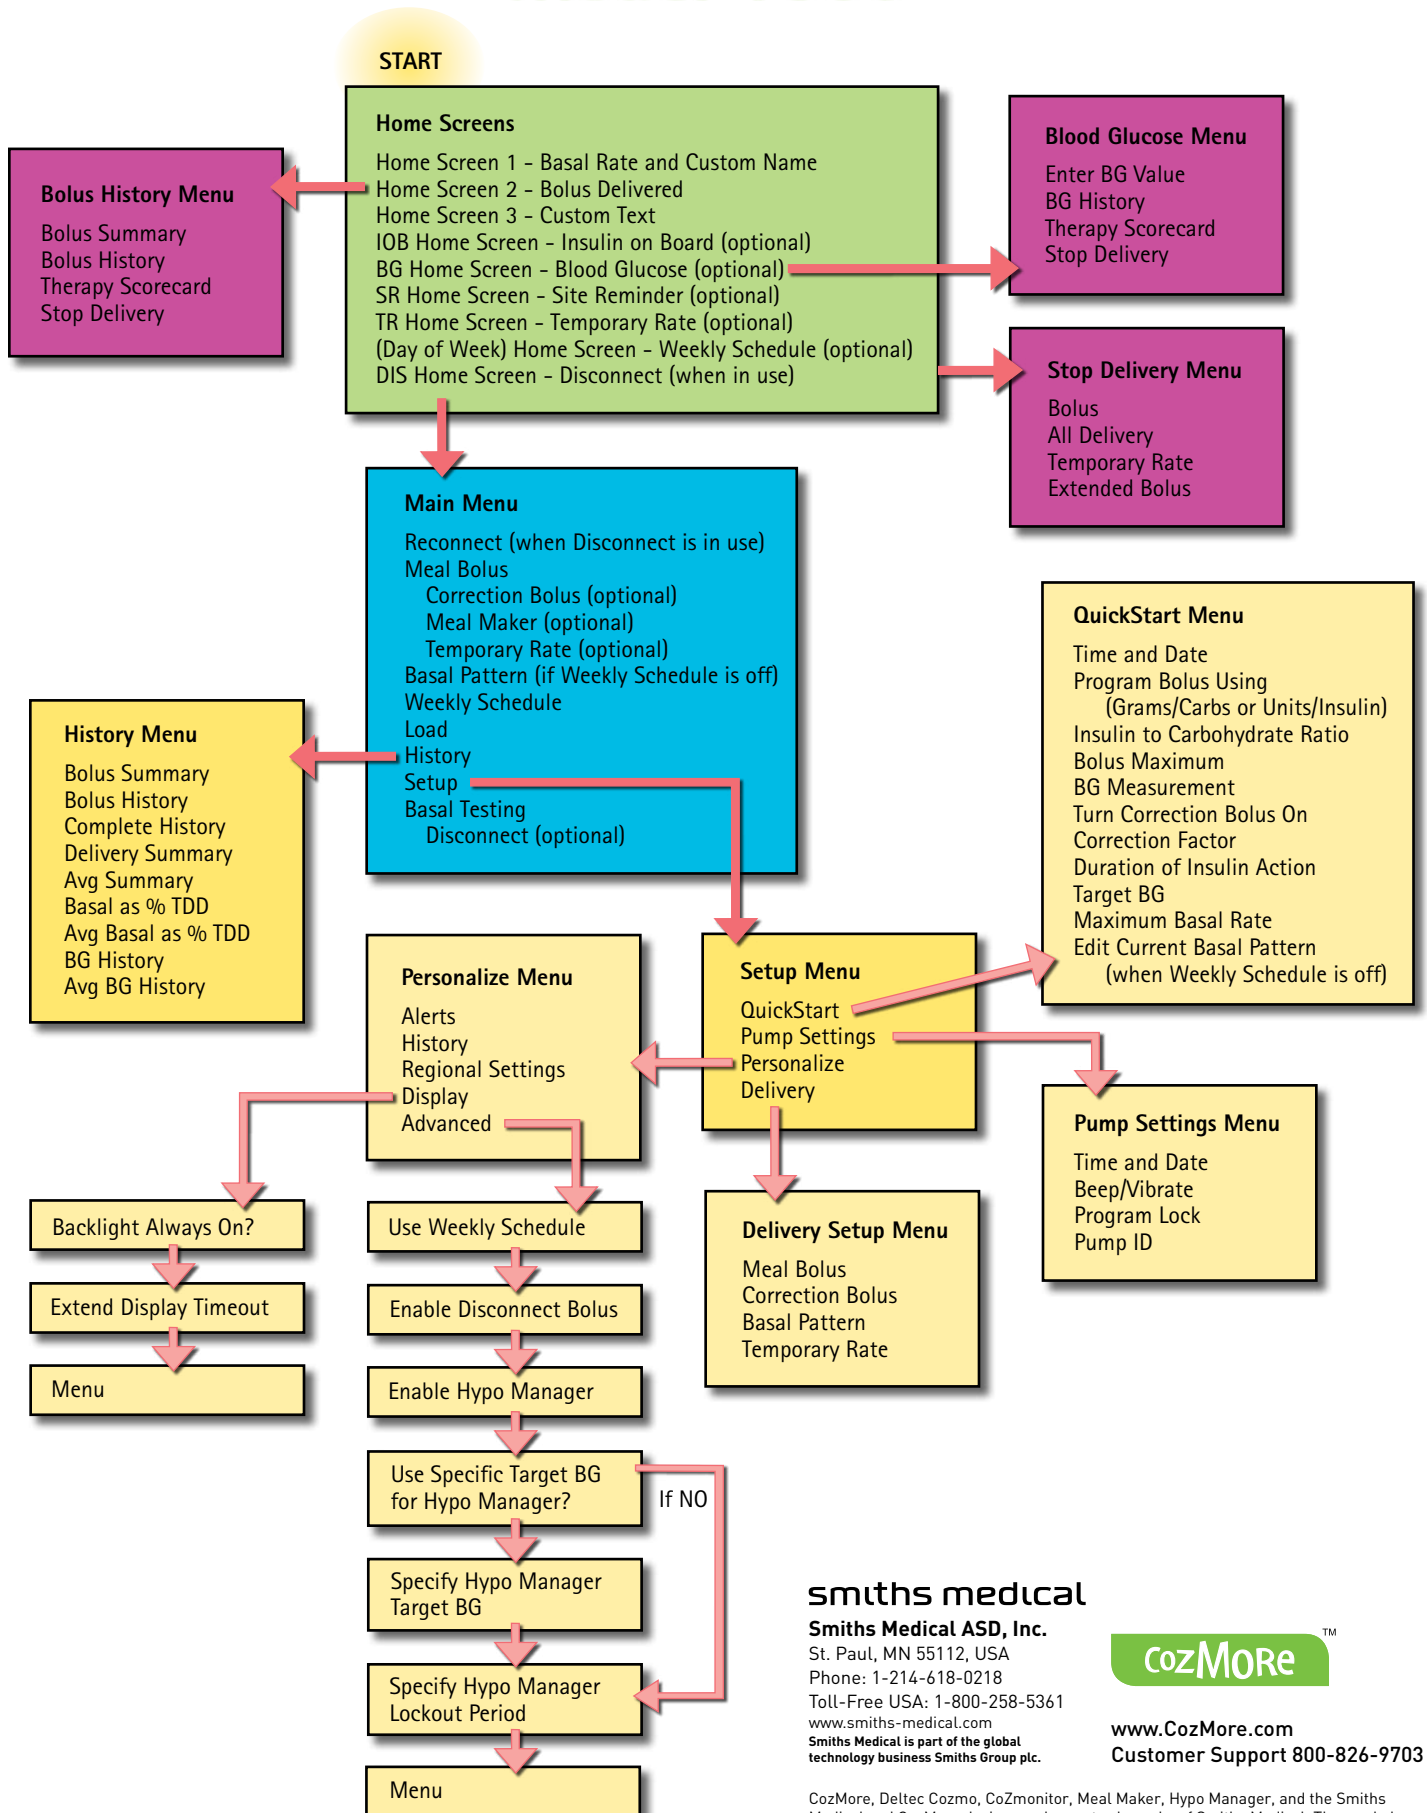 START
Home Screens
Home Screen 1 - Basal Rate and Custom Name
Home Screen 2 - Bolus Delivered
Home Screen 3 - Custom Text
IOB Home Screen - Insulin on Board (optional)
BG Home Screen - Blood Glucose (optional)
SR Home Screen - Site Reminder (optional)
TR Home Screen - Temporary Rate (optional)
(Day of Week) Home Screen - Weekly Schedule (optional)
DIS Home Screen - Disconnect (when in use)
Bolus History Menu
Bolus Summary
Bolus History
Therapy Scorecard
Stop Delivery
Blood Glucose Menu
Enter BG Value
BG History
Therapy Scorecard
Stop Delivery
Stop Delivery Menu
Bolus
All Delivery
Temporary Rate
Extended Bolus
Main Menu
Reconnect (when Disconnect is in use)
Meal Bolus
Correction Bolus (optional)
Meal Maker (optional)
Temporary Rate (optional)
Basal Pattern (if Weekly Schedule is off)
Weekly Schedule
Load
History
Setup
Basal Testing
Disconnect (optional)
History Menu
Bolus Summary
Bolus History
Complete History
Delivery Summary
Avg Summary
Basal as % TDD
Avg Basal as % TDD
BG History
Avg BG History
QuickStart Menu
Time and Date
Program Bolus Using
(Grams/Carbs or Units/Insulin)
Insulin to Carbohydrate Ratio
Bolus Maximum
BG Measurement
Turn Correction Bolus On
Correction Factor
Duration of Insulin Action
Target BG
Maximum Basal Rate
Edit Current Basal Pattern
(when Weekly Schedule is off)
Personalize Menu
Alerts
History
Regional Settings
Display
Advanced
Setup Menu
QuickStart
Pump Settings
Personalize
Delivery
Pump Settings Menu
Time and Date
Beep/Vibrate
Program Lock
Pump ID
Delivery Setup Menu
Meal Bolus
Correction Bolus
Basal Pattern
Temporary Rate
Backlight Always On?
Extend Display Timeout
Menu
Use Weekly Schedule
Enable Disconnect Bolus
Enable Hypo Manager
Use Specific Target BG
for Hypo Manager?
If NO
Specify Hypo Manager
Target BG
Specify Hypo Manager
Lockout Period
Menu
smiths medical
Smiths Medical ASD, Inc.
St. Paul, MN 55112, USA
Phone: 1-214-618-0218
Toll-Free USA: 1-800-258-5361
www.smiths-medical.com
Smiths Medical is part of the global
technology business Smiths Group plc.
CozMore™
www.CozMore.com
Customer Support 800-826-9703
CozMore, Deltec Cozmo, CoZmonitor, Meal Maker, Hypo Manager, and the Smiths